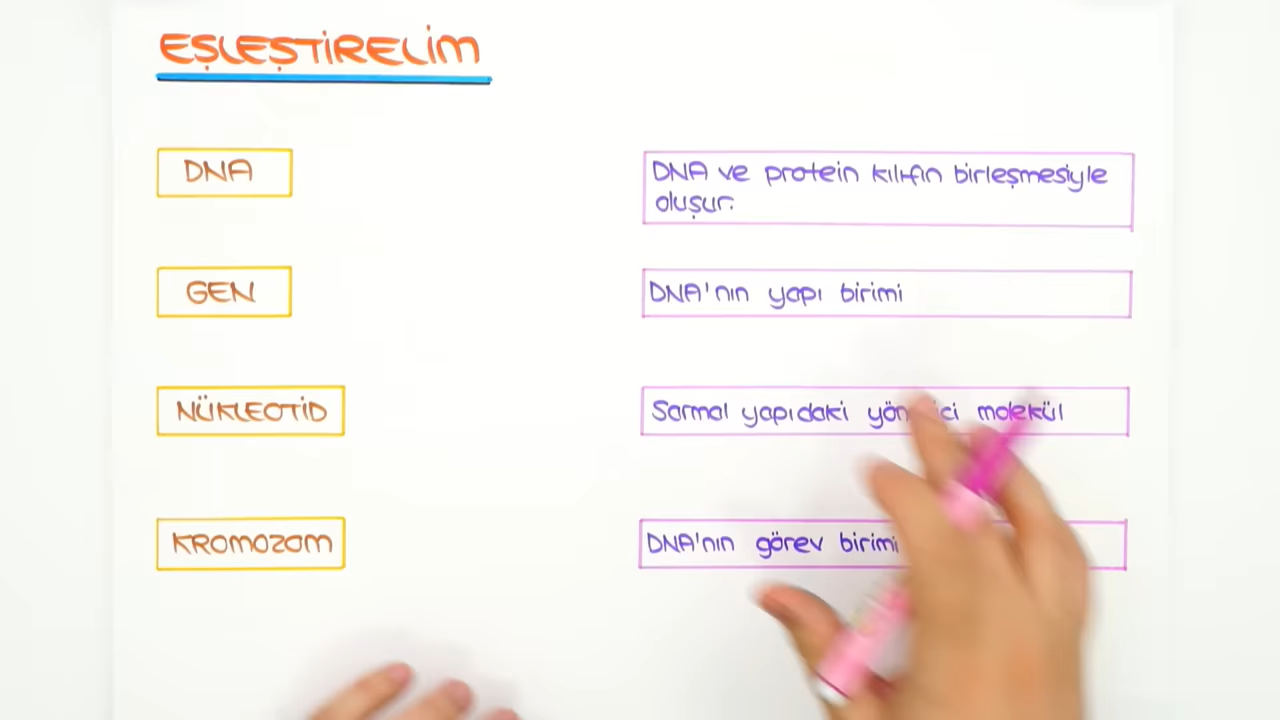 EŞLEŞTİRELİM
DNA
DNA ve protein kılıfın birleşmesiyle
oluşur.
GEN
DNA'nın yapı birimi
NÜKLEOTİD
Sarmal yapıdaki molekül
KROMOZOM
DNA'nın görev birimi